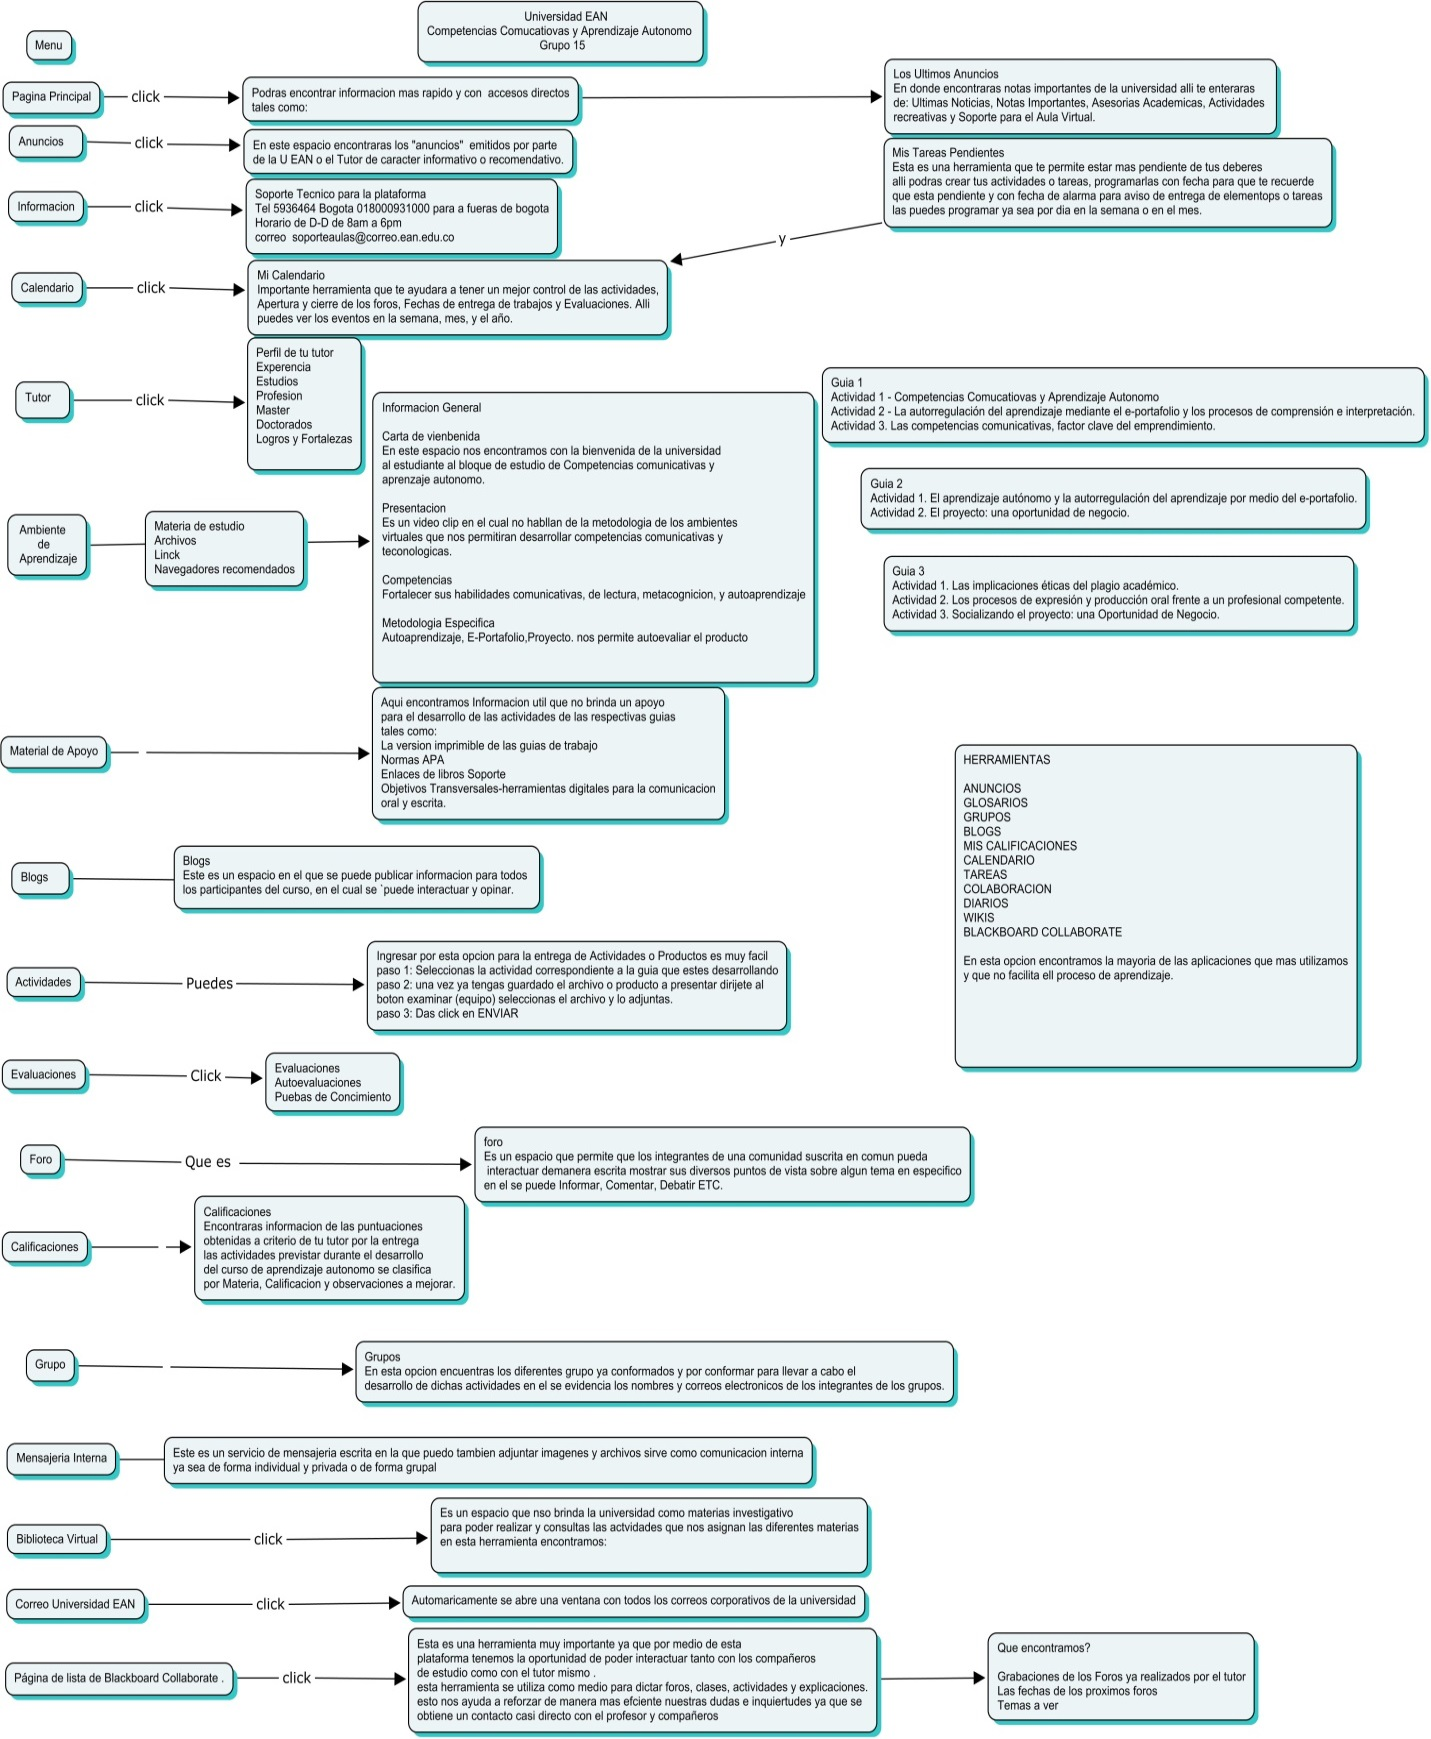 Universidad EAN
Competencias Comucatiovas y Aprendizaje Autonomo
Grupo 15
Menu
Pagina Principal
click
Podras encontrar informacion mas rapido y con accesos directos
tales como:
Los Ultimos Anuncios
En donde encontraras notas importantes de la universidad alli te enteraras
de: Ultimas Noticias, Notas Importantes, Asesorias Academicas, Actividades
recreativas y Soporte para el Aula Virtual.
Anuncios
click
En este espacio encontraras los "anuncios" emitidos por parte
de la U EAN o el Tutor de caracter informativo o recomendativo.
Mis Tareas Pendientes
Esta es una herramienta que te permite estar mas pendiente de tus deberes
alli podras crear tus actividades o tareas, programarlas con fecha para que te recuerde
que esta pendiente y con fecha de alarma para aviso de entrega de elementops o tareas
las puedes programar ya sea por dia en la semana o en el mes.
y
Informacion
click
Soporte Tecnico para la plataforma
Tel 5936464 Bogota 018000931000 para a fueras de bogota
Horario de D-D de 8am a 6pm
correo soporteaulas@correo.ean.edu.co
Calendario
click
Mi Calendario
Importante herramienta que te ayudara a tener un mejor control de las actividades,
Apertura y cierre de los foros, Fechas de entrega de trabajos y Evaluaciones. Alli
puedes ver los eventos en la semana, mes, y el año.
Tutor
click
Perfil de tu tutor
Experencia
Estudios
Profesion
Master
Doctorados
Logros y Fortalezas
Guia 1
Actividad 1 - Competencias Comucatiovas y Aprendizaje Autonomo
Actividad 2 - La autorregulación del aprendizaje mediante el e-portafolio y los procesos de comprensión e interpretación.
Actividad 3. Las competencias comunicativas, factor clave del emprendimiento.
Guia 2
Actividad 1. El aprendizaje autónomo y la autorregulación del aprendizaje por medio del e-portafolio.
Actividad 2. El proyecto: una oportunidad de negocio.
Guia 3
Actividad 1. Las implicaciones éticas del plagio académico.
Actividad 2. Los procesos de expresión y producción oral frente a un profesional competente.
Actividad 3. Socializando el proyecto: una Oportunidad de Negocio.
Ambiente
de
Aprendizaje
Materia de estudio
Archivos
Linck
Navegadores recomendados
Informacion General
Carta de vienbenida
En este espacio nos encontramos con la bienvenida de la universidad
al estudiante al bloque de estudio de Competencias comunicativas y
aprenzaje autonomo.
Presentacion
Es un video clip en el cual no habllan de la metodologia de los ambientes
virtuales que nos permitiran desarrollar competencias comunicativas y
teconologicas.
Competencias
Fortalecer sus habilidades comunicativas, de lectura, metacognicion, y autoaprendizaje
Metodologia Especifica
Autoaprendizaje, E-Portafolio,Proyecto. nos permite autoevaliar el producto
Material de Apoyo
Aqui encontramos Informacion util que no brinda un apoyo
para el desarrollo de las actividades de las respectivas guias
tales como:
La version imprimible de las guias de trabajo
Normas APA
Enlaces de libros Soporte
Objetivos Transversales-herramientas digitales para la comunicacion
oral y escrita.
HERRAMIENTAS
ANUNCIOS
GLOSARIOS
GRUPOS
BLOGS
MIS CALIFICACIONES
CALENDARIO
TAREAS
COLABORACION
DIARIOS
WIKIS
BLACKBOARD COLLABORATE
En esta opcion encontramos la mayoria de las aplicaciones que mas utilizamos
y que no facilita ell proceso de aprendizaje.
Blogs
Blogs
Este es un espacio en el que se puede publicar informacion para todos
los participantes del curso, en el cual se `puede interactuar y opinar.
Actividades
Puedes
Ingresar por esta opcion para la entrega de Actividades o Productos es muy facil
paso 1: Seleccionas la actividad correspondiente a la guia que estes desarrollando
paso 2: una vez ya tengas guardado el archivo o producto a presentar dirijete al
boton examinar (equipo) seleccionas el archivo y lo adjuntas.
paso 3: Das click en ENVIAR
Evaluaciones
Click
Evaluaciones
Autoevaluaciones
Puebas de Concimiento
Foro
Que es
foro
Es un espacio que permite que los integrantes de una comunidad suscrita en comun pueda
interactuar demanera escrita mostrar sus diversos puntos de vista sobre algun tema en especifico
en el se puede Informar, Comentar, Debatir ETC.
Calificaciones
Calificaciones
Encontraras informacion de las puntuaciones
obtenidas a criterio de tu tutor por la entrega
las actividades previstar durante el desarrollo
del curso de aprendizaje autonomo se clasifica
por Materia, Calificacion y observaciones a mejorar.
Grupo
Grupos
En esta opcion encuentras los diferentes grupo ya conformados y por conformar para llevar a cabo el
desarrollo de dichas actividades en el se evidencia los nombres y correos electronicos de los integrantes de los grupos.
Mensajeria Interna
Este es un servicio de mensajeria escrita en la que puedo tambien adjuntar imagenes y archivos sirve como comunicacion interna
ya sea de forma individual y privada o de forma grupal
Biblioteca Virtual
click
Es un espacio que nso brinda la universidad como materias investigativo
para poder realizar y consultas las actvidades que nos asignan las diferentes materias
en esta herramienta encontramos:
Correo Universidad EAN
click
Automaricamente se abre una ventana con todos los correos corporativos de la universidad
Página de lista de Blackboard Collaborate .
click
Esta es una herramienta muy importante ya que por medio de esta
plataforma tenemos la oportunidad de poder interactuar tanto con los compañeros
de estudio como con el tutor mismo .
esta herramienta se utiliza como medio para dictar foros, clases, actividades y explicaciones.
esto nos ayuda a reforzar de manera mas efciente nuestras dudas e inquiertudes ya que se
obtiene un contacto casi directo con el profesor y compañeros
Que encontramos?
Grabaciones de los Foros ya realizados por el tutor
Las fechas de los proximos foros
Temas a ver